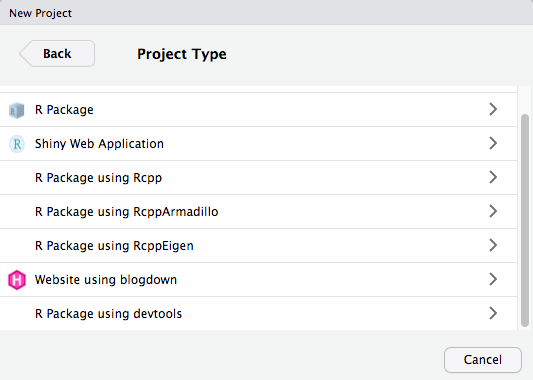 New Project
Back
Project Type
R Package
R
Shiny Web Application
R Package using Rcpp
R Package using RcppArmadillo
R Package using RcppEigen
H
Website using blogdown
R Package using devtools
Cancel